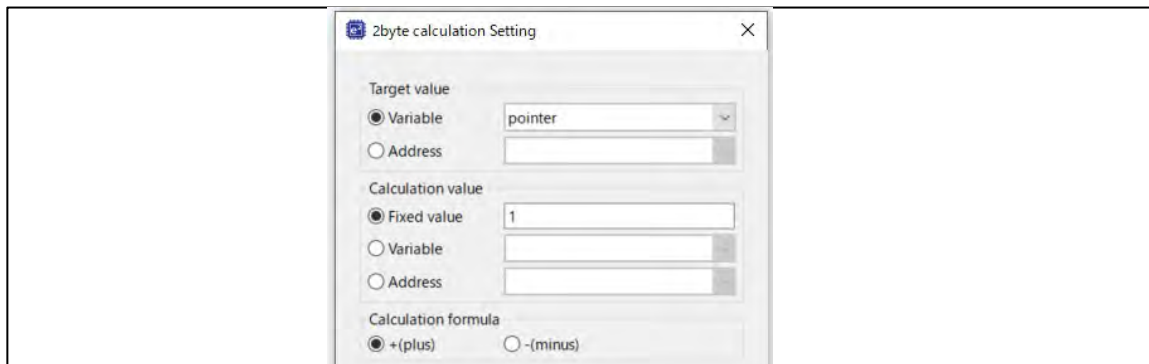 2byte calculation Setting
Target value
Variable pointer
Address
Calculation value
Fixed value 1
Variable
Address
Calculation formula
+(plus) -(minus)